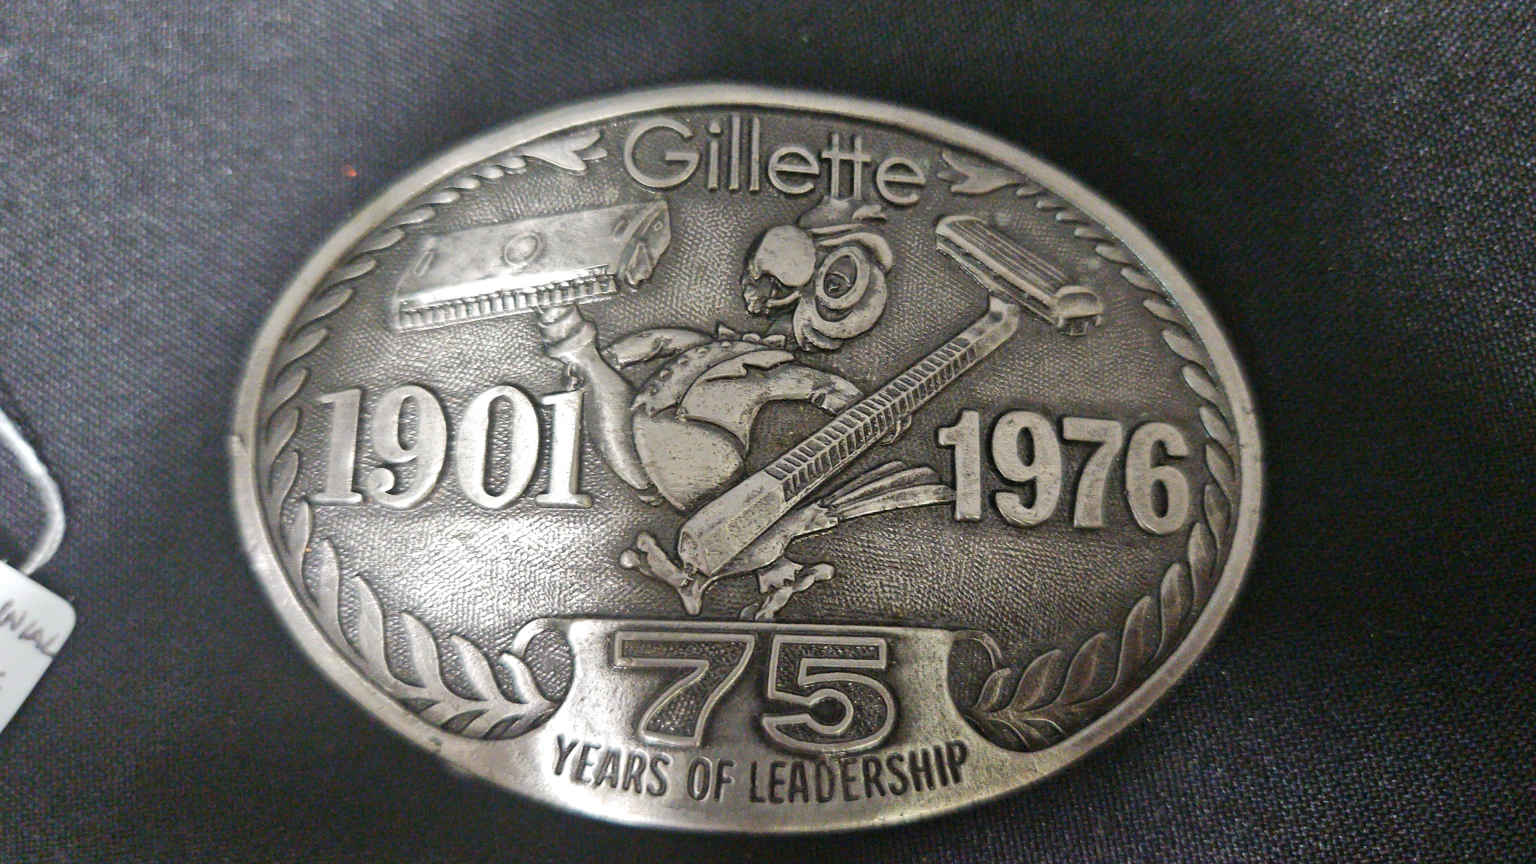 Gillette
1901
1976
75
YEARS OF LEADERSHIP